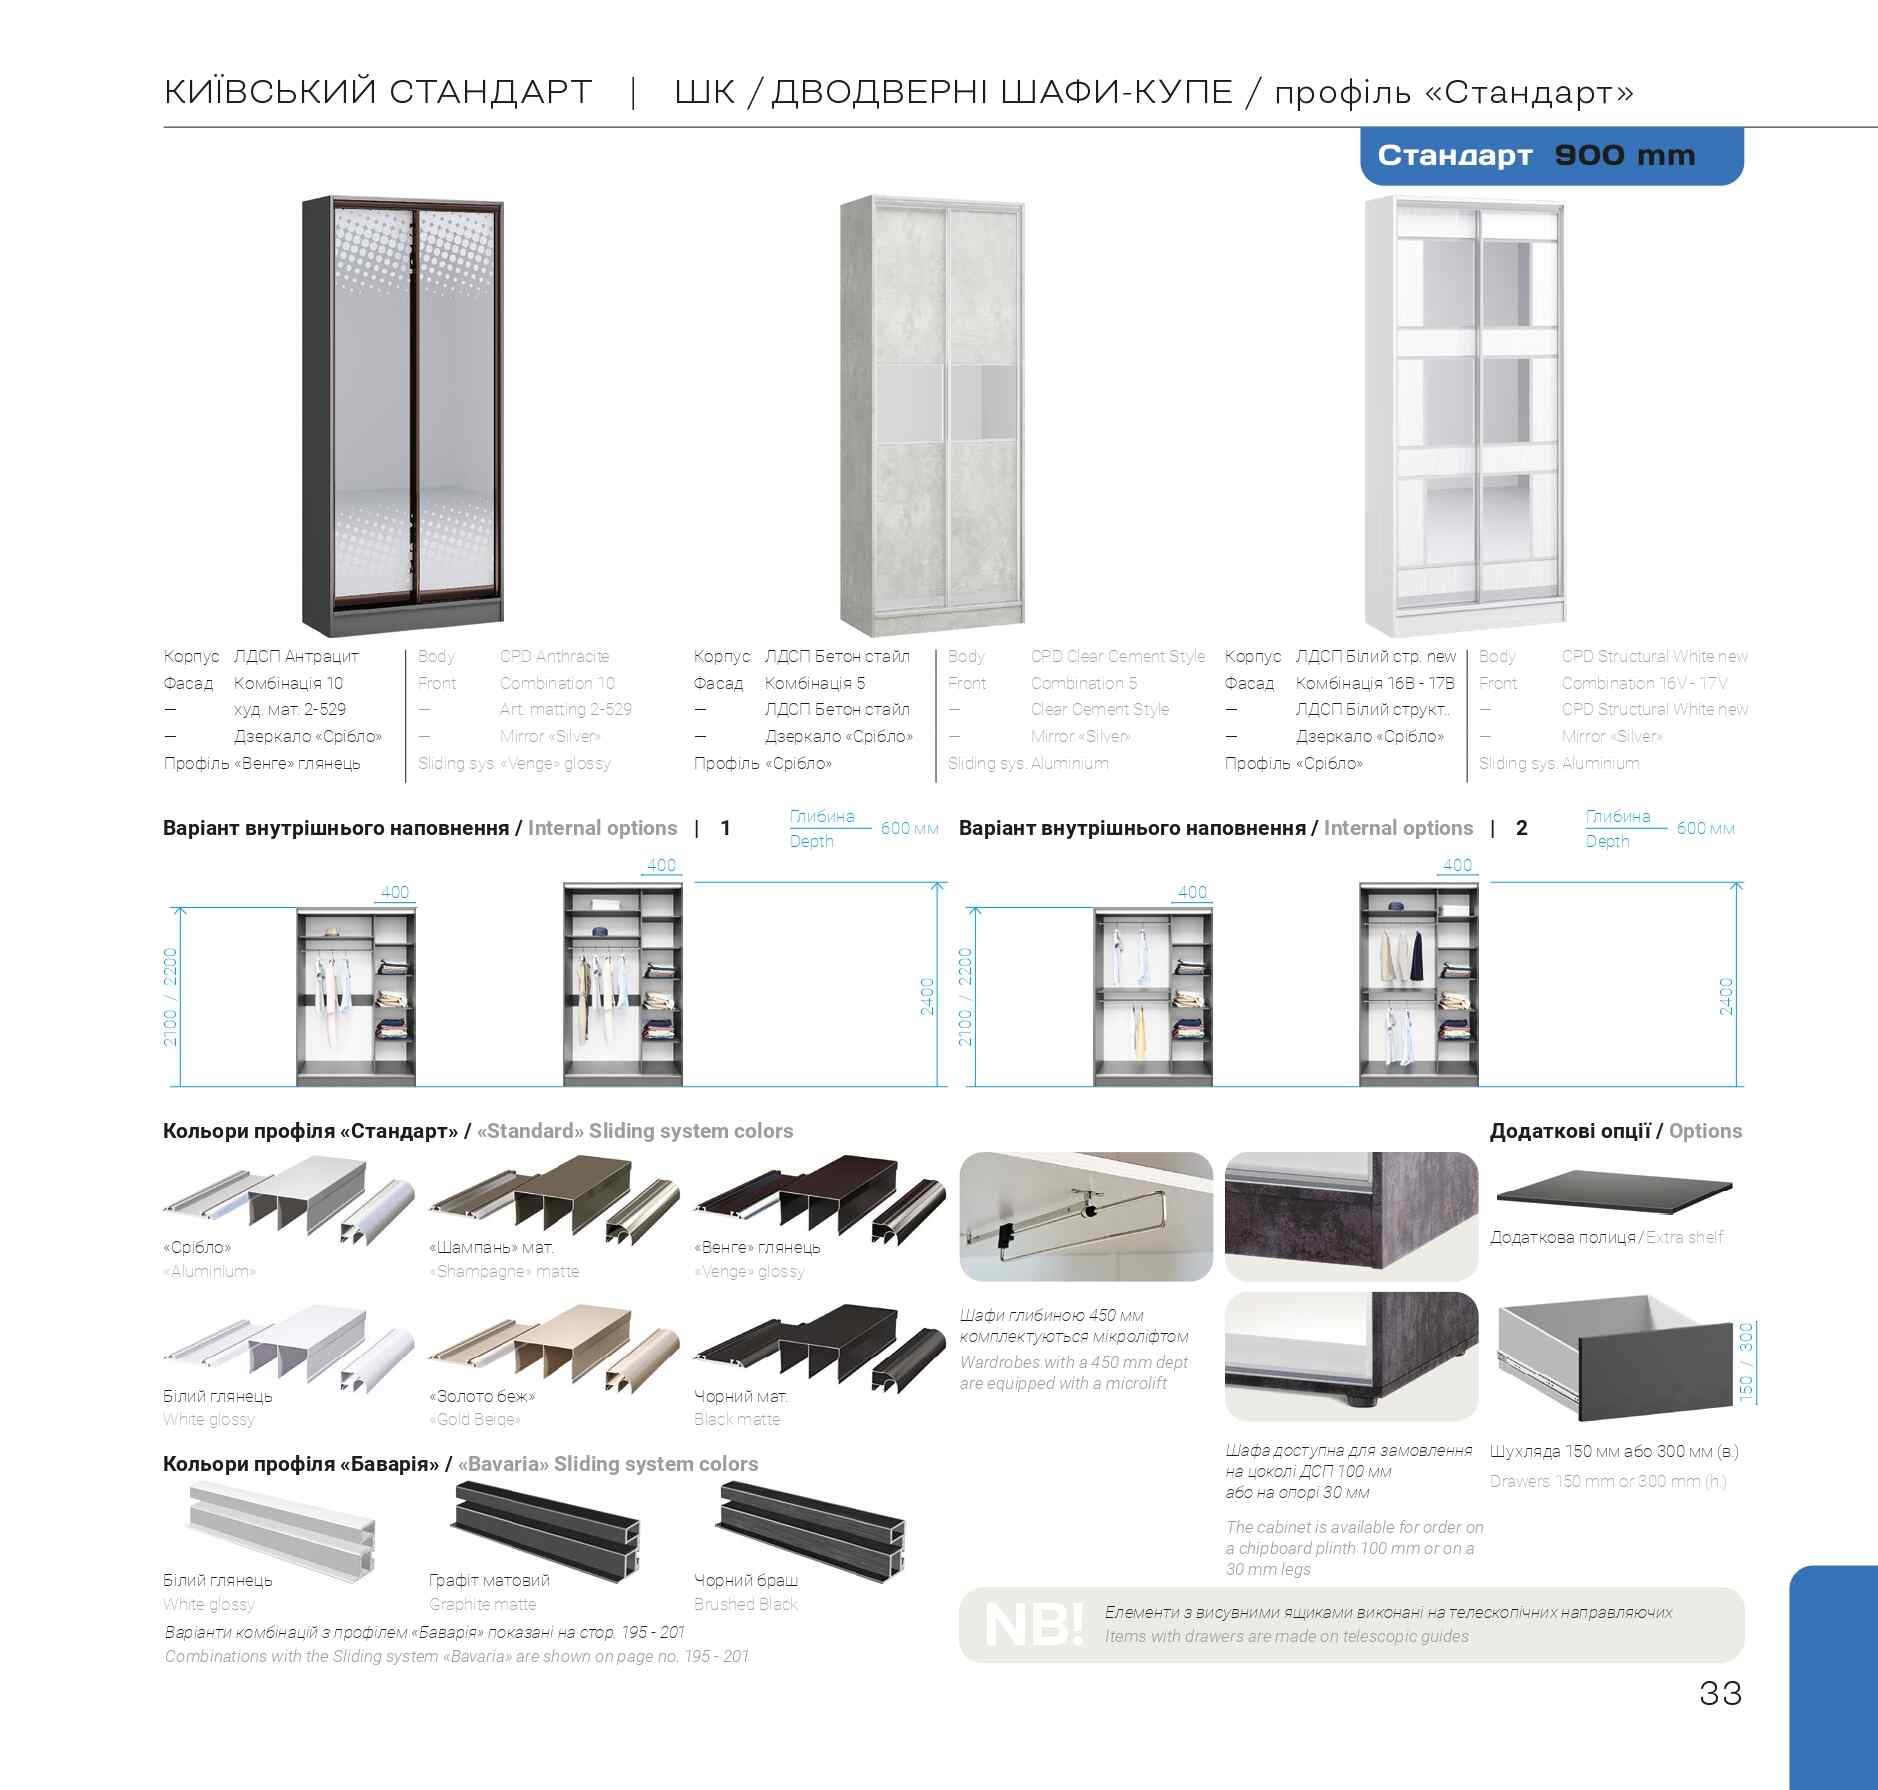 КИЇВСЬКИЙ СТАНДАРТ | ШК / ДВОДВЕРНІ ШАФИ-КУПЕ / профіль «Стандарт»
Стандарт 900 mm
Корпус ЛДСП Антрацит
Фасад Комбінація 10
— худ. мат. 2-529
— Дзеркало «Срібло»
Профіль «Венге» глянець
Body CPD Anthracite
Front Combination 10
— Art. matting 2-529
— Mirror «Silver»
Sliding sys. «Venge» glossy
Корпус ЛДСП Бетон стайл
Фасад Комбінація 5
— ЛДСП Бетон стайл
— Дзеркало «Срібло»
Профіль «Срібло»
Body CPD Clear Cement Style
Front Combination 5
— Clear Cement Style
— Mirror «Silver»
Sliding sys. Aluminium
Корпус ЛДСП Білий стр. new
Фасад Комбінація 16В - 17В
— ЛДСП Білий структ..
— Дзеркало «Срібло»
Профіль «Срібло»
Body CPD Structural White new
Front Combination 16V - 17V
— CPD Structural White new
— Mirror «Silver»
Sliding sys. Aluminium
Варіант внутрішнього наповнення / Internal options | 1
Глибина
Depth
600 мм
400
400
2100 / 2200
2400
Варіант внутрішнього наповнення / Internal options | 2
Глибина
Depth
600 мм
400
400
2100 / 2200
2400
Кольори профіля «Стандарт» / «Standard» Sliding system colors
«Срібло»
«Aluminium»
«Шампань» мат.
«Shampagne» matte
«Венге» глянець
«Venge» glossy
Білий глянець
White glossy
«Золото беж»
«Gold Beige»
Чорний мат.
Black matte
Кольори профіля «Баварія» / «Bavaria» Sliding system colors
Білий глянець
White glossy
Графіт матовий
Graphite matte
Чорний браш
Brushed Black
Варіанти комбінацій з профілем «Баварія» показані на стор. 195 - 201
Combinations with the Sliding system «Bavaria» are shown on page no. 195 - 201
Шафи глибиною 450 мм
комплектуються мікроліфтом
Wardrobes with a 450 mm dept
are equipped with a microlift
Шафа доступна для замовлення
на цоколі ДСП 100 мм
або на опорі 30 мм
The cabinet is available for order on
a chipboard plinth 100 mm or on a
30 mm legs
Додаткові опції / Options
Додаткова полиця / Extra shelf
150 / 300
Шухляда 150 мм або 300 мм (в.)
Drawers 150 mm or 300 mm (h.)
NB!
Елементи з висувними ящиками виконані на телескопічних направляючих
Items with drawers are made on telescopic guides
33